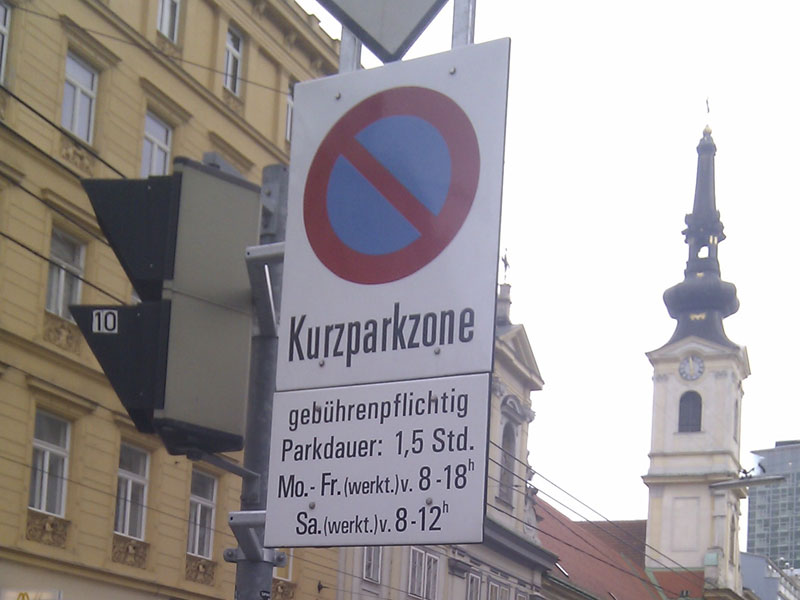 10
Kurzparkzone
gebührenpflichtig
Parkdauer: 1,5 Std.
Mo.- Fr. (werkt.) v. 8 -18h
Sa. (werkt.) v. 8-12h